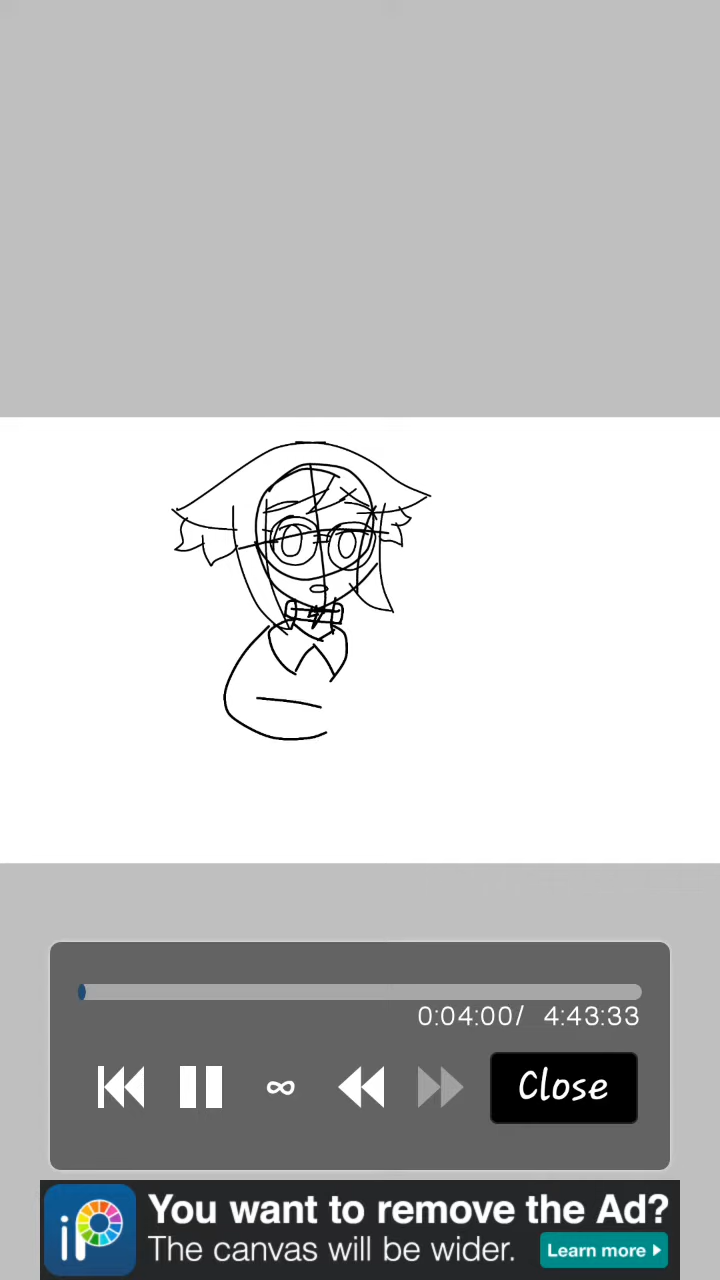 0:04:00/ 4:43:33
Close
iP
You want to remove the Ad?
The canvas will be wider.
Learn more